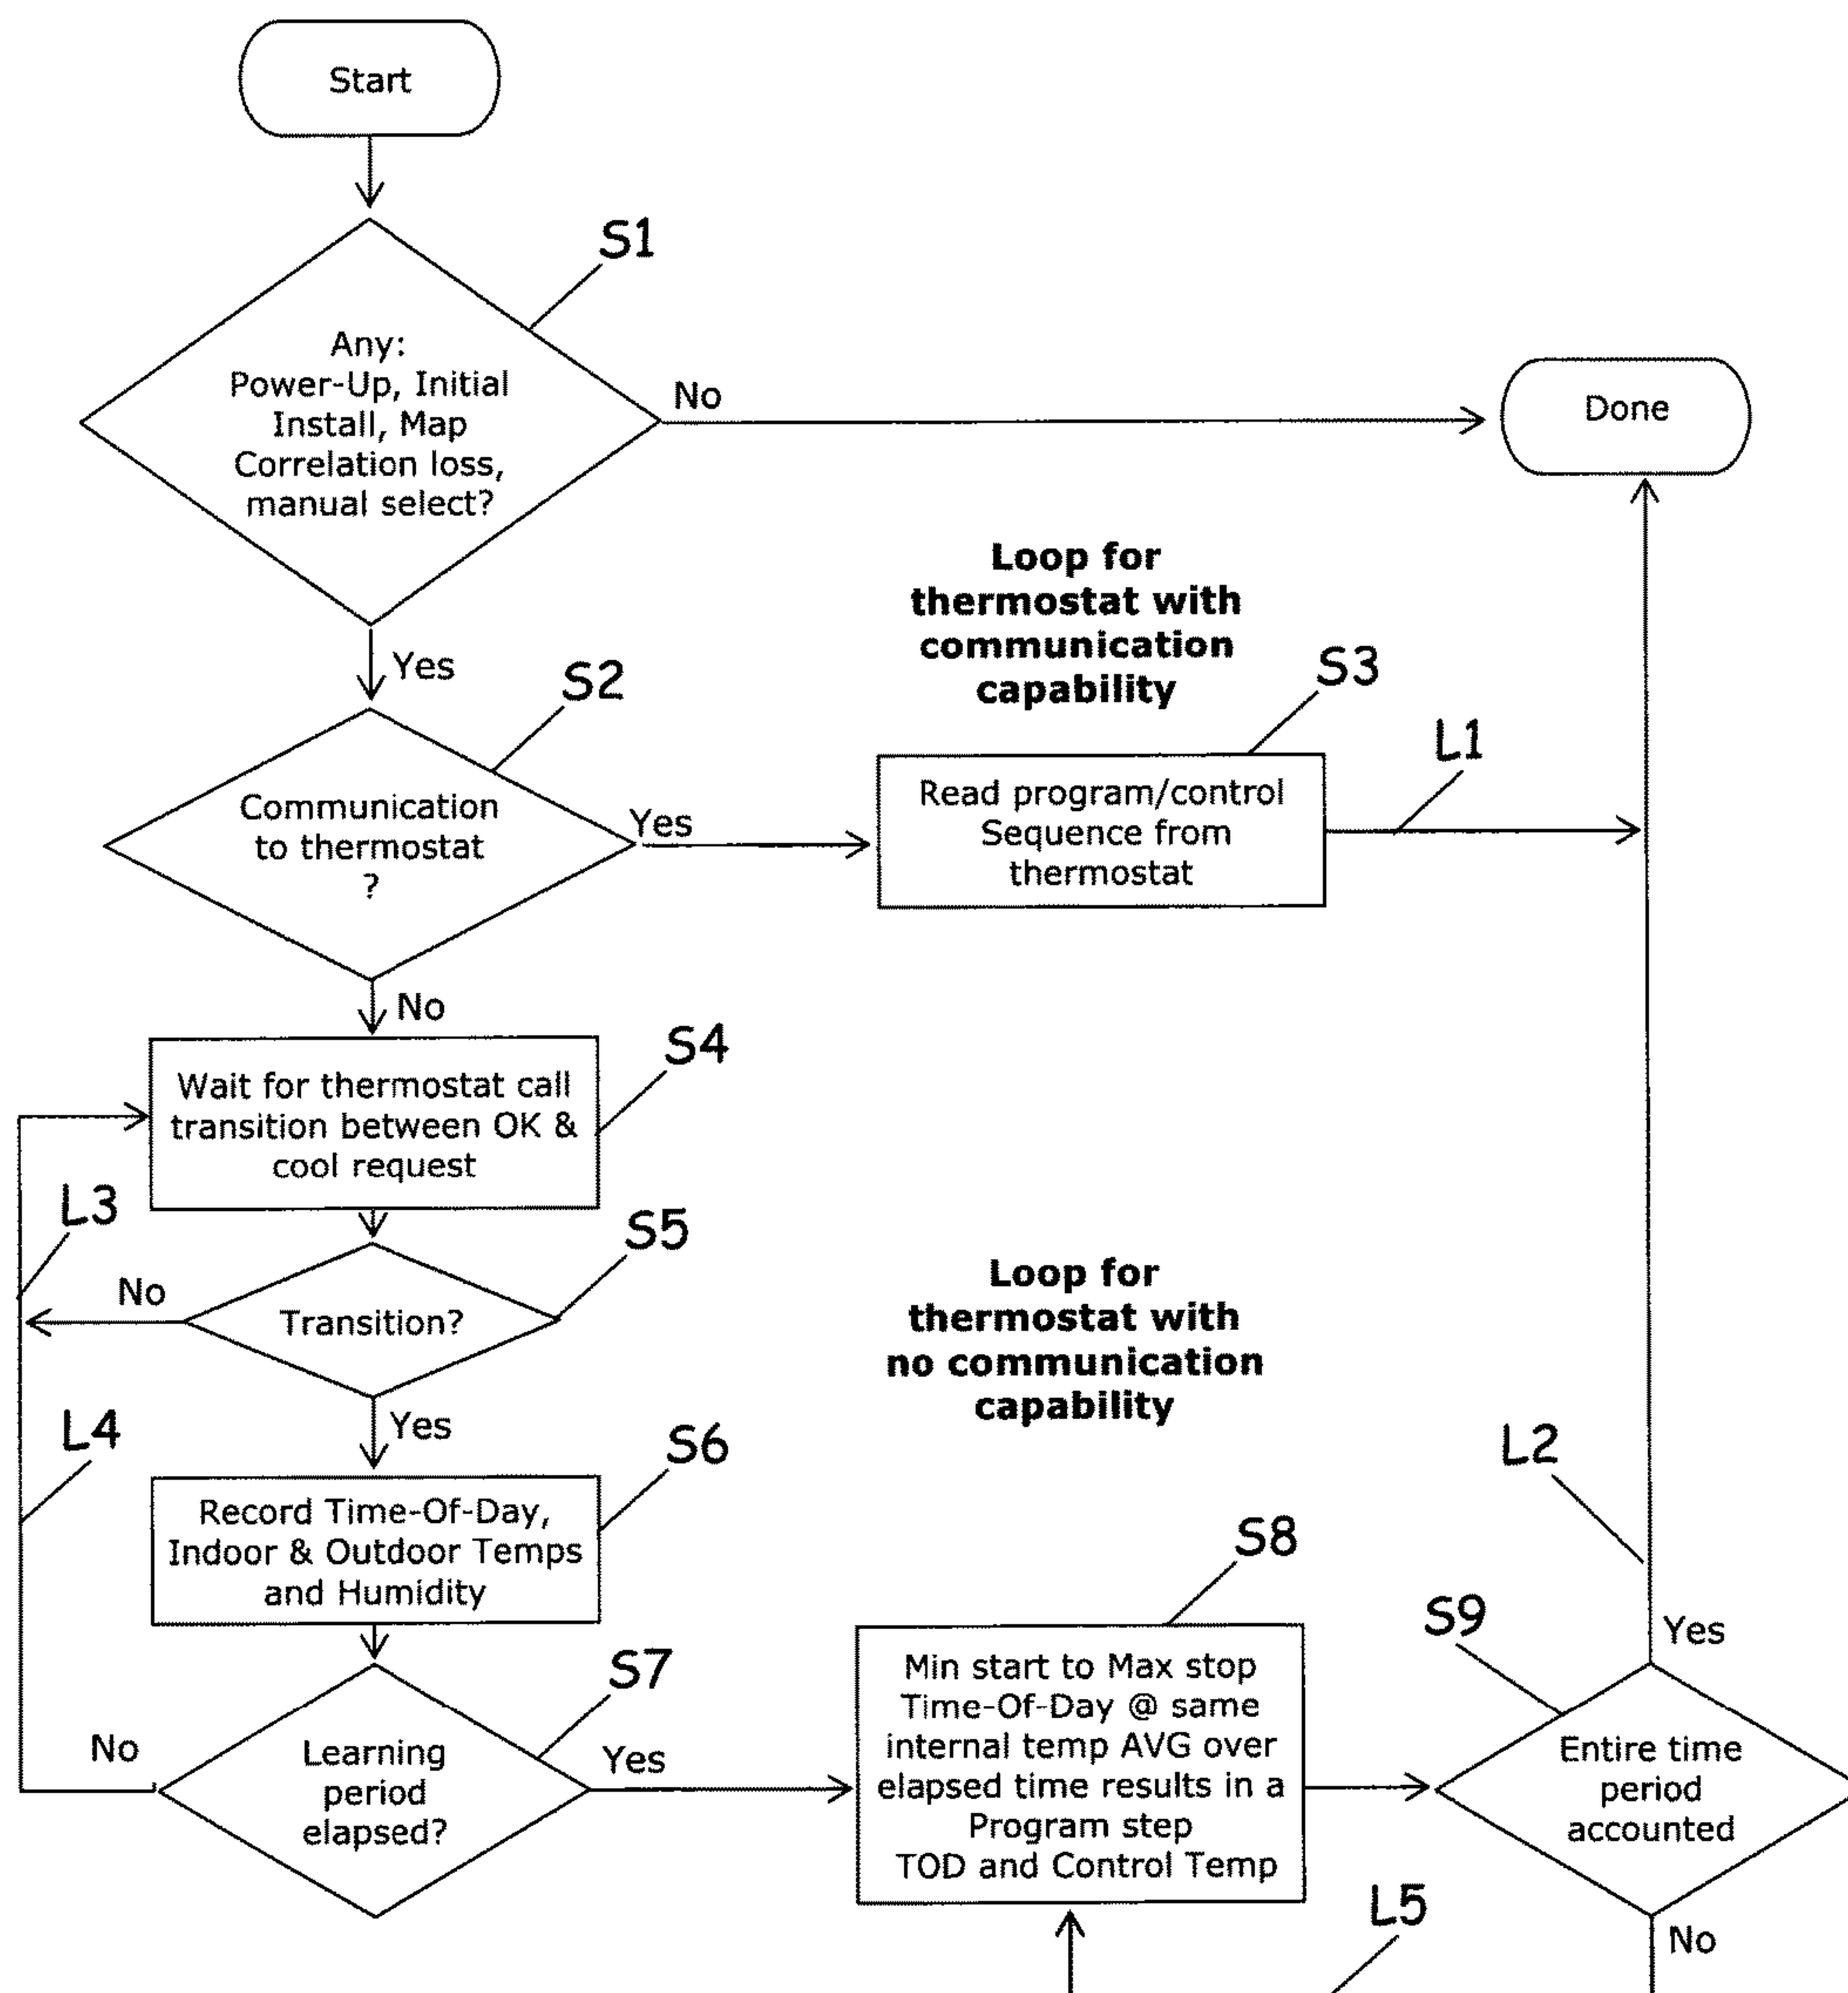 Start
S1
Any:
Power-Up, Initial
Install, Map
Correlation loss,
manual select?
No
Done
Yes
Loop for
thermostat with
communication
capability
S2
Communication
to thermostat
?
Yes
S3
Read program/control
Sequence from
thermostat
L1
No
S4
Wait for thermostat call
transition between OK &
cool request
L3
S5
Transition?
No
Loop for
thermostat with
no communication
capability
Yes
L4
S6
Record Time-Of-Day,
Indoor & Outdoor Temps
and Humidity
L2
S7
Learning
period
elapsed?
No
Yes
S8
Min start to Max stop
Time-Of-Day @ same
internal temp AVG over
elapsed time results in a
Program step
TOD and Control Temp
S9
Yes
Entire time
period
accounted
L5
No